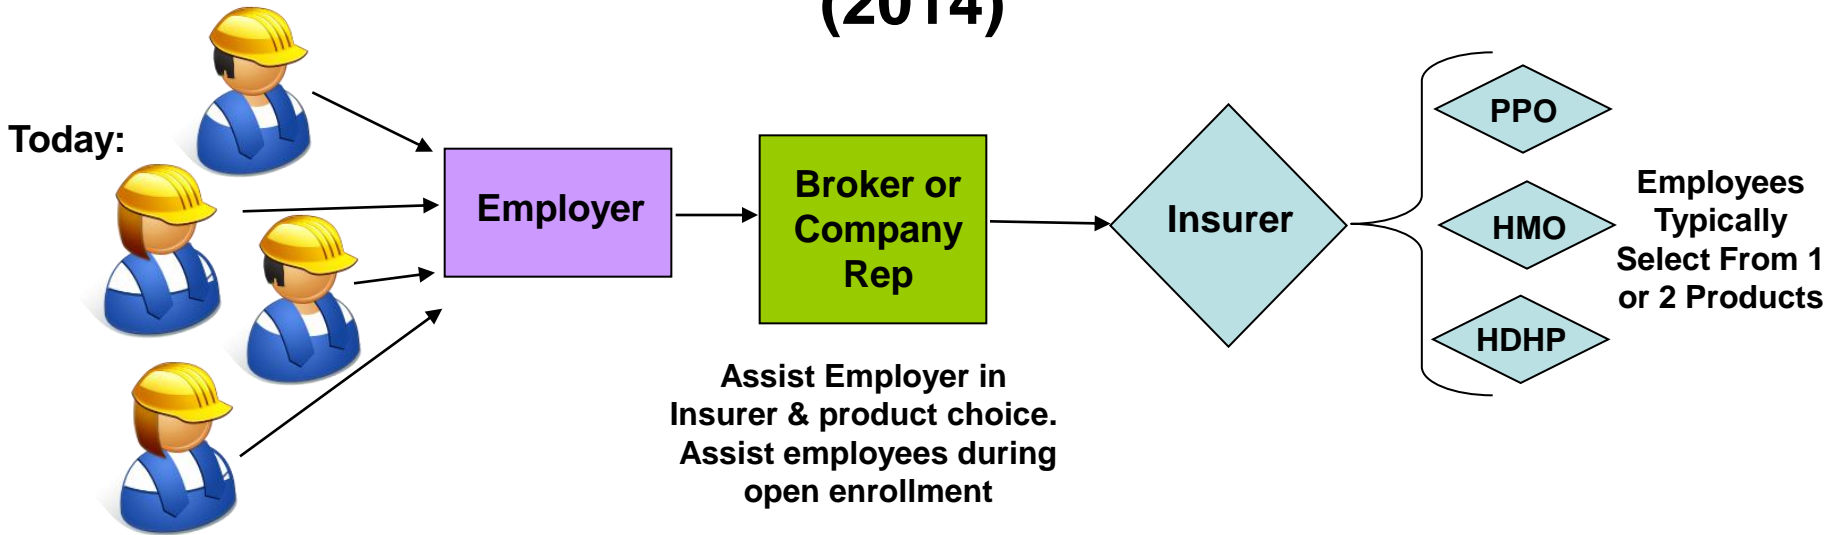 (2014)
Today:
Employer
Broker or
Company
Rep
Insurer
PPO
HMO
HDHP
Employees
Typically
Select From 1
or 2 Products
Assist Employer in
Insurer & product choice.
Assist employees during
open enrollment